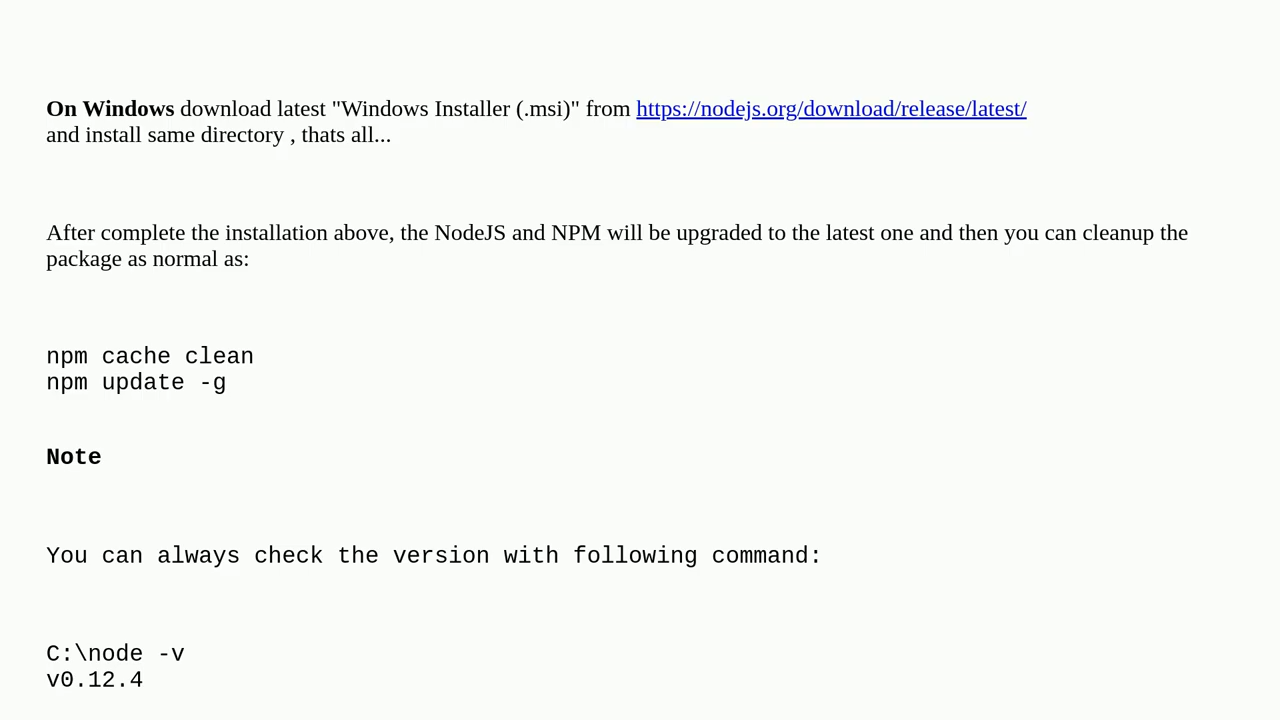 On Windows download latest "Windows Installer (.msi)" from https://nodejs.org/download/release/latest/
and install same directory , thats all...
After complete the installation above, the NodeJS and NPM will be upgraded to the latest one and then you can cleanup the
package as normal as:
npm cache clean
npm update -g
Note
You can always check the version with following command:
C:\node -v
v0.12.4